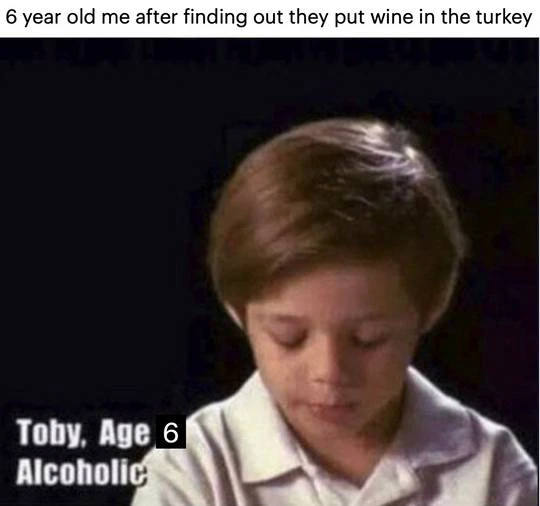 6 year old me after finding out they put wine in the turkey
Toby, Age 6
Alcoholic